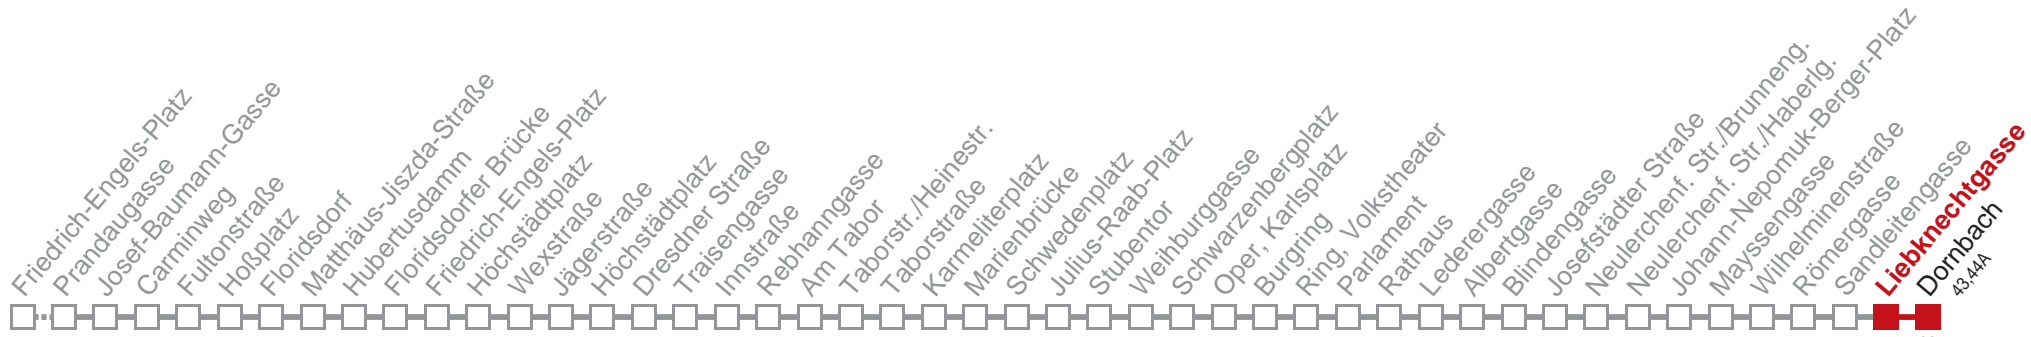 Friedrich-Engels-Platz
Prandaugasse
Josef-Baumann-Gasse
Carminweg
Fultonstraße
Hoßplatz
Floridsdorf
Matthäus-Jiszda-Straße
Hubertusdamm
Floridsdorfer Brücke
Friedrich-Engels-Platz
Höchstädtplatz
Wexstraße
Jägerstraße
Höchstädtplatz
Dresdner Straße
Traisengasse
Innstraße
Rebhanngasse
Am Tabor
Taborstr./Heinestr.
Taborstraße
Karmeliterplatz
Marienbrücke
Schwedenplatz
Julius-Raab-Platz
Stubentor
Weihburggasse
Schwarzenbergplatz
Oper, Karlsplatz
Burgring
Ring, Volkstheater
Parlament
Rathaus
Lederergasse
Albertgasse
Blindengasse
Josefstädter Straße
Neulerchenf. Str./Brunneng.
Neulerchenf. Str./Haberlg.
Johann-Nepomuk-Berger-Platz
Mayssengasse
Wilhelminenstraße
Römergasse
Sandleitengasse
Liebknechtgasse
Dornbach
43,44A